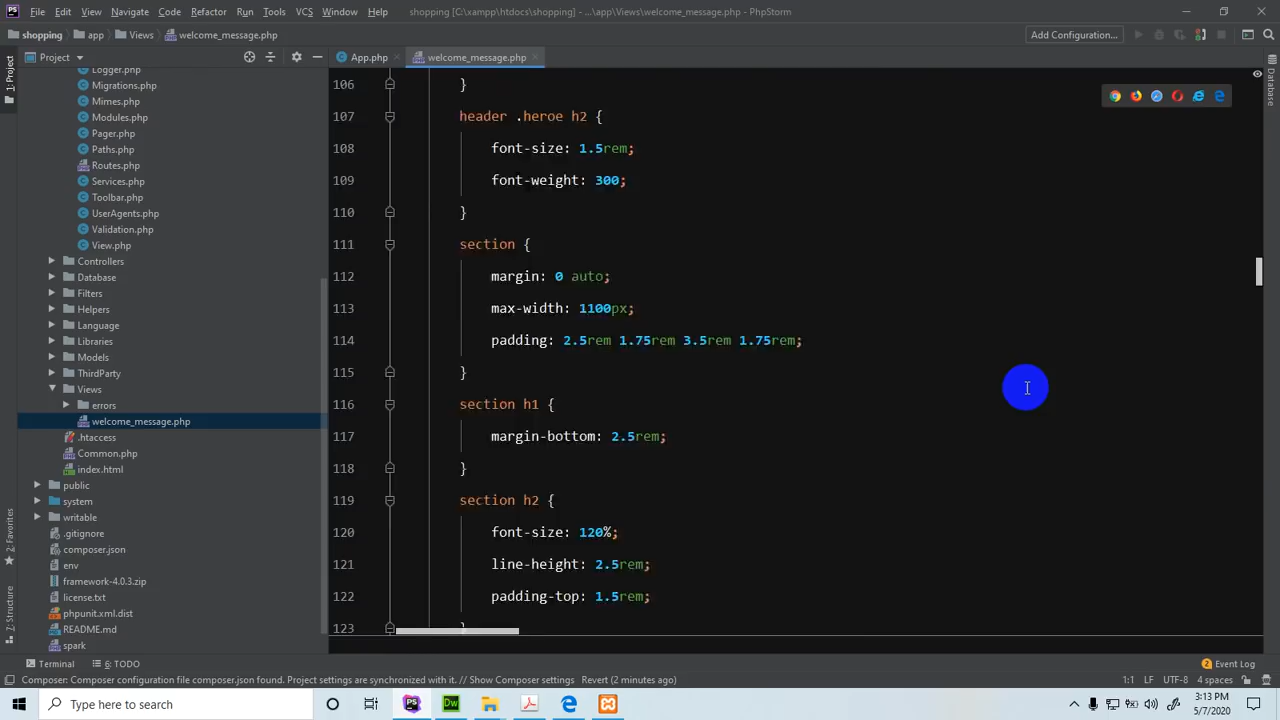 File Edit View Navigate Code Refactor Run Tools VCS Window Help shopping [C:\xampp\htdocs\shopping] - ...\app\Views\welcome_message.php - PhpStorm
shopping app Views welcome_message.php Add Configuration...
1: Project
Project
App.php
welcome_message.php
Database
Logger.php
Migrations.php
Mimes.php
Modules.php
Pager.php
Paths.php
Routes.php
Services.php
Toolbar.php
UserAgents.php
Validation.php
View.php
Controllers
Database
Filters
Helpers
Language
Libraries
Models
ThirdParty
Views
errors
welcome_message.php
.htaccess
Common.php
index.html
public
system
writable
.gitignore
composer.json
env
framework-4.0.3.zip
license.txt
phpunit.xml.dist
README.md
spark
2: Favorites
7: Structure
106 }
107 header .heroe h2 {
108 font-size: 1.5rem;
109 font-weight: 300;
110 }
111 section {
112 margin: 0 auto;
113 max-width: 1100px;
114 padding: 2.5rem 1.75rem 3.5rem 1.75rem;
115 }
116 section h1 {
117 margin-bottom: 2.5rem;
118 }
119 section h2 {
120 font-size: 120%;
121 line-height: 2.5rem;
122 padding-top: 1.5rem;
123 }
Terminal 6: TODO 2 Event Log
Composer: Composer configuration file composer.json found. Project settings are synchronized with it. // Show Composer settings Revert (2 minutes ago) 1:1 LF UTF-8 4 spaces
Type here to search
3:13 PM
5/7/2020